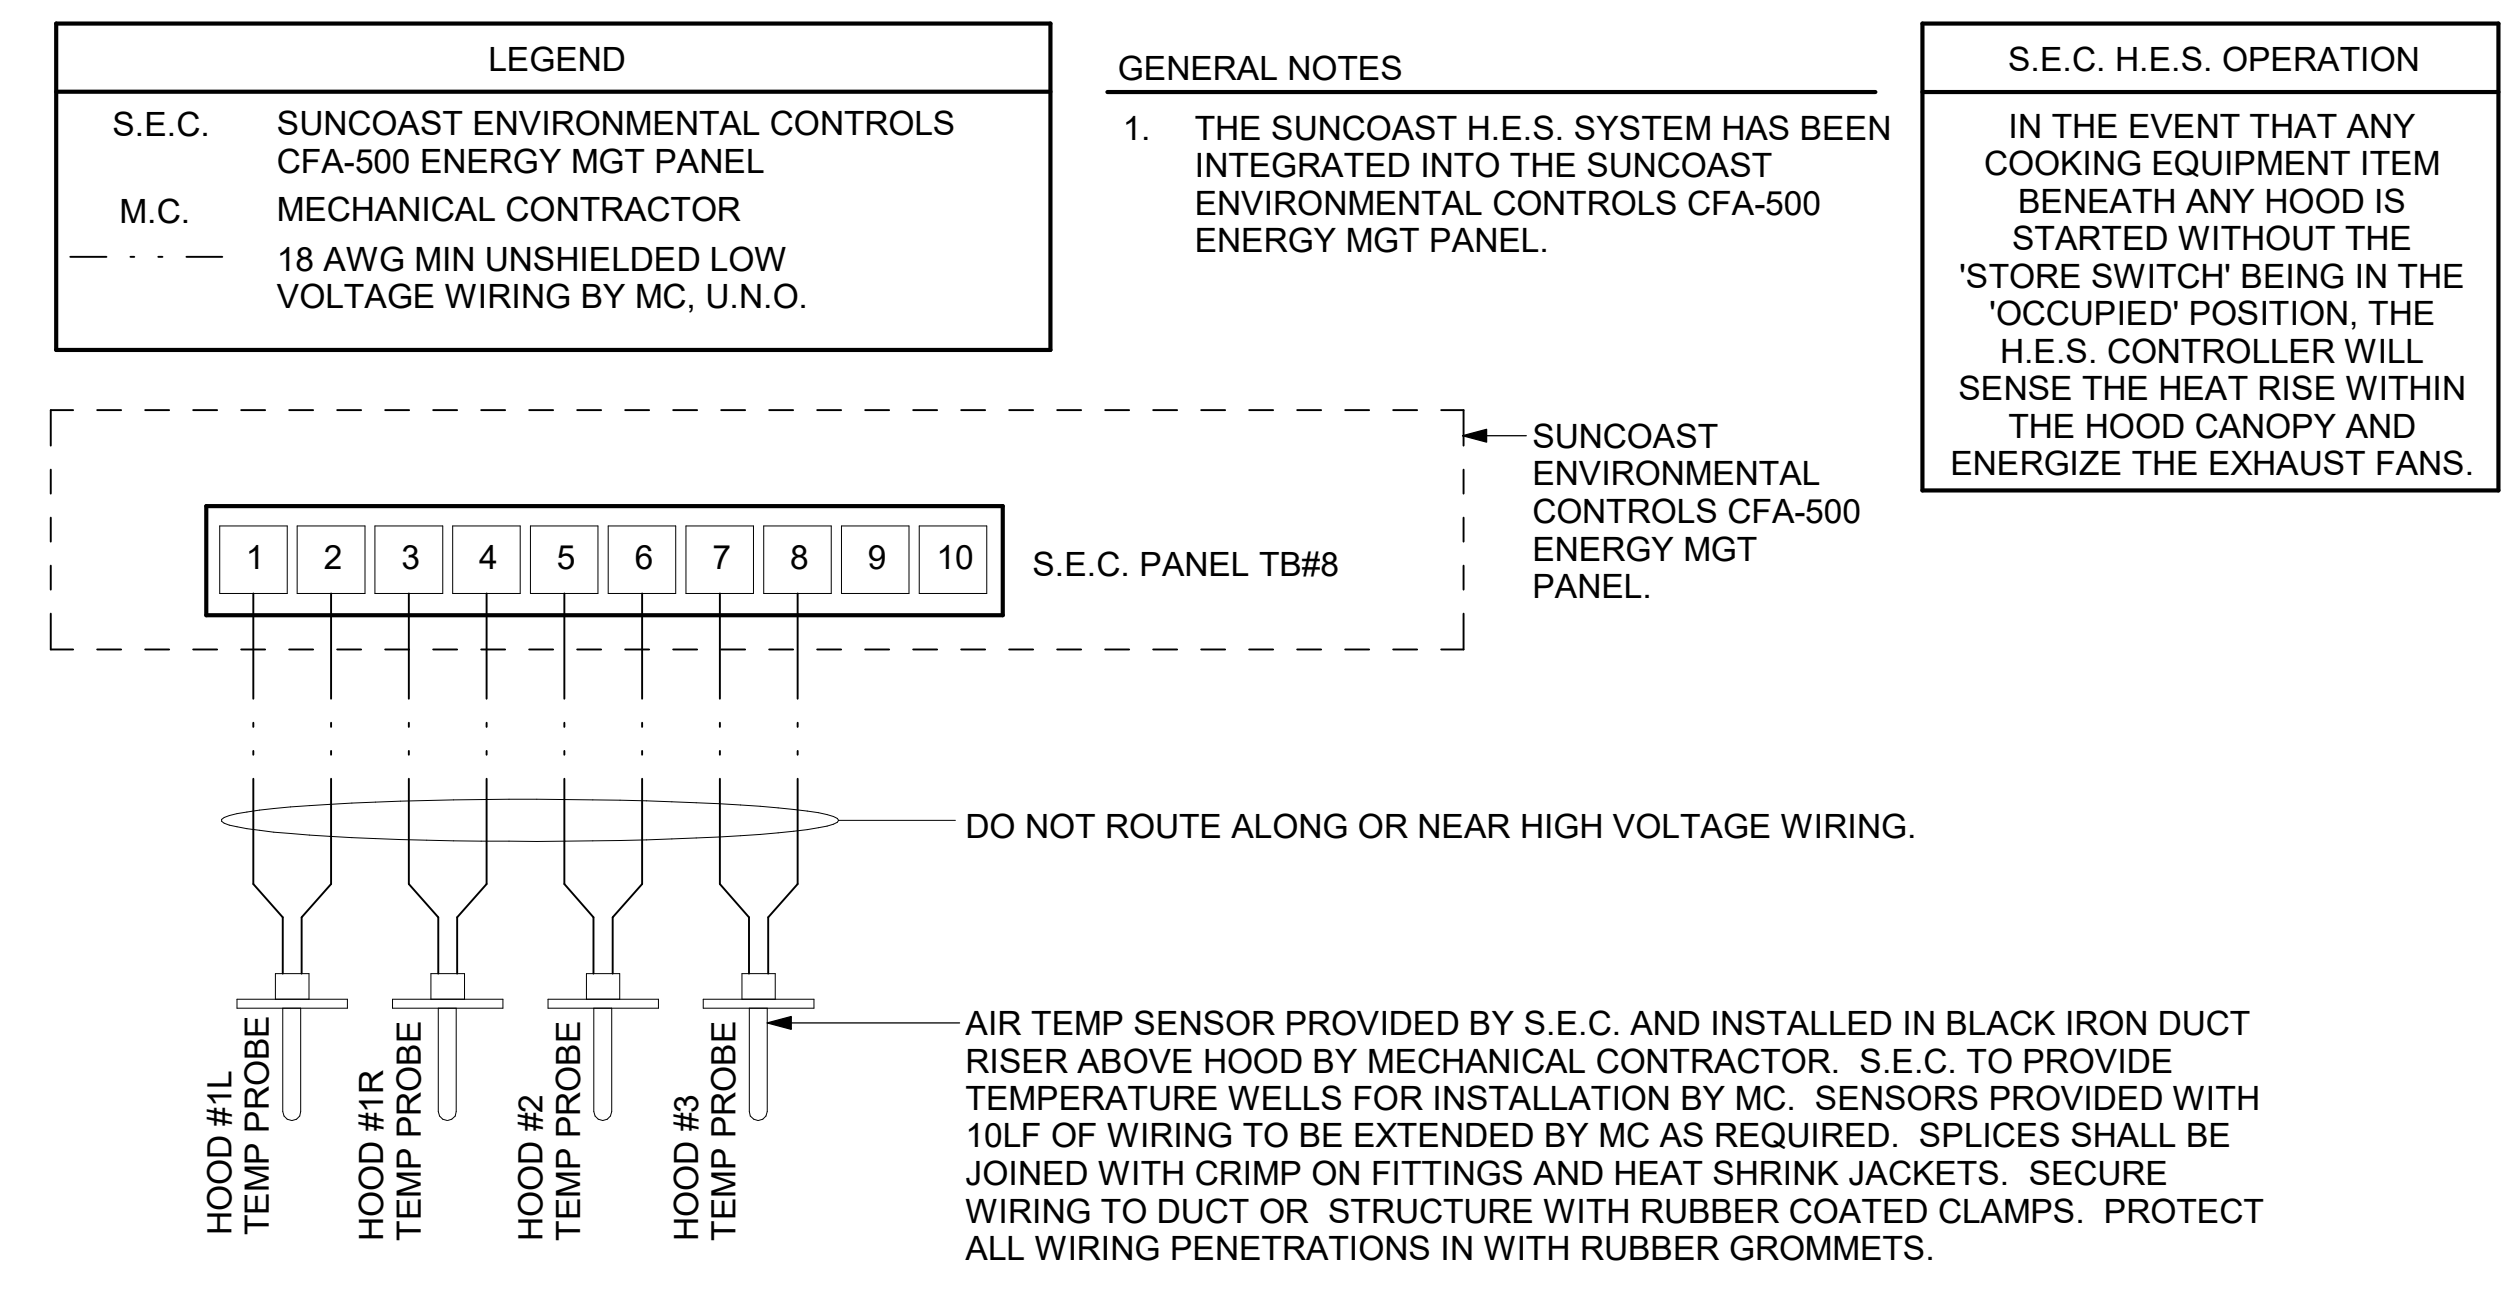 LEGEND
S.E.C. SUNCOAST ENVIRONMENTAL CONTROLS
CFA-500 ENERGY MGT PANEL
M.C. MECHANICAL CONTRACTOR
18 AWG MIN UNSHIELDED LOW
VOLTAGE WIRING BY MC, U.N.O.
GENERAL NOTES
1. THE SUNCOAST H.E.S. SYSTEM HAS BEEN
INTEGRATED INTO THE SUNCOAST
ENVIRONMENTAL CONTROLS CFA-500
ENERGY MGT PANEL.
S.E.C. H.E.S. OPERATION
IN THE EVENT THAT ANY
COOKING EQUIPMENT ITEM
BENEATH ANY HOOD IS
STARTED WITHOUT THE
'STORE SWITCH' BEING IN THE
'OCCUPIED' POSITION, THE
H.E.S. CONTROLLER WILL
SENSE THE HEAT RISE WITHIN
THE HOOD CANOPY AND
ENERGIZE THE EXHAUST FANS.
SUNCOAST
ENVIRONMENTAL
CONTROLS CFA-500
ENERGY MGT
PANEL.
1 2 3 4 5 6 7 8 9 10
S.E.C. PANEL TB#8
DO NOT ROUTE ALONG OR NEAR HIGH VOLTAGE WIRING.
HOOD #1L
TEMP PROBE
HOOD #1R
TEMP PROBE
HOOD #2
TEMP PROBE
HOOD #3
TEMP PROBE
AIR TEMP SENSOR PROVIDED BY S.E.C. AND INSTALLED IN BLACK IRON DUCT
RISER ABOVE HOOD BY MECHANICAL CONTRACTOR. S.E.C. TO PROVIDE
TEMPERATURE WELLS FOR INSTALLATION BY MC. SENSORS PROVIDED WITH
10LF OF WIRING TO BE EXTENDED BY MC AS REQUIRED. SPLICES SHALL BE
JOINED WITH CRIMP ON FITTINGS AND HEAT SHRINK JACKETS. SECURE
WIRING TO DUCT OR STRUCTURE WITH RUBBER COATED CLAMPS. PROTECT
ALL WIRING PENETRATIONS IN WITH RUBBER GROMMETS.